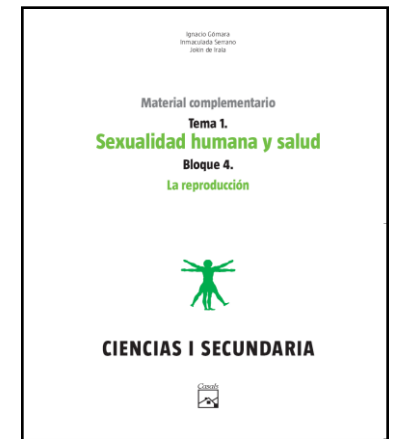 Ignacio Gómara
Inmaculada Serrano
Jokin de Irala
Material complementario
Tema 1.
Sexualidad humana y salud
Bloque 4.
La reproducción
CIENCIAS I SECUNDARIA
Casals